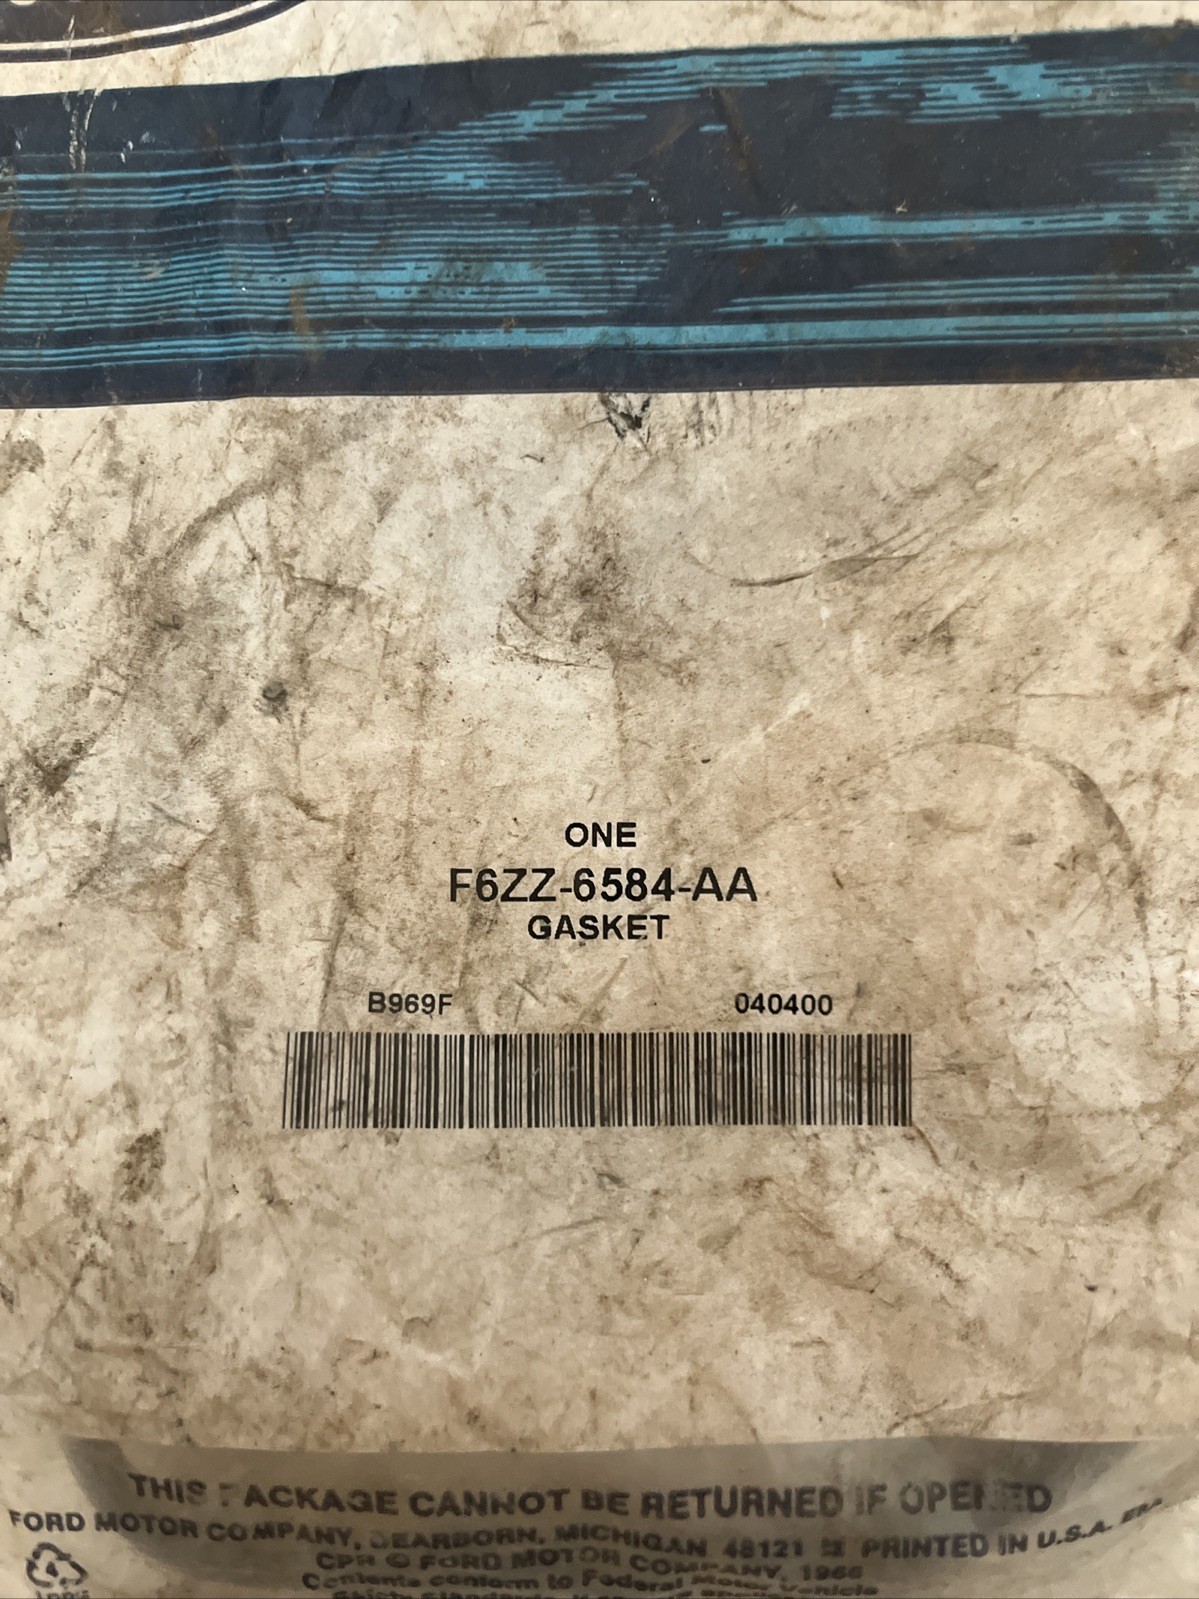 ONE
F6ZZ-6584-AA
GASKET
B969F 040400
THIS PACKAGE CANNOT BE RETURNED IF OPENED
FORD MOTOR COMPANY, DEARBORN, MICHIGAN 48121 PRINTED IN U.S.A.
CPR © FORD MOTOR COMPANY,
Contents conform to Federal Motor Vehicle
4